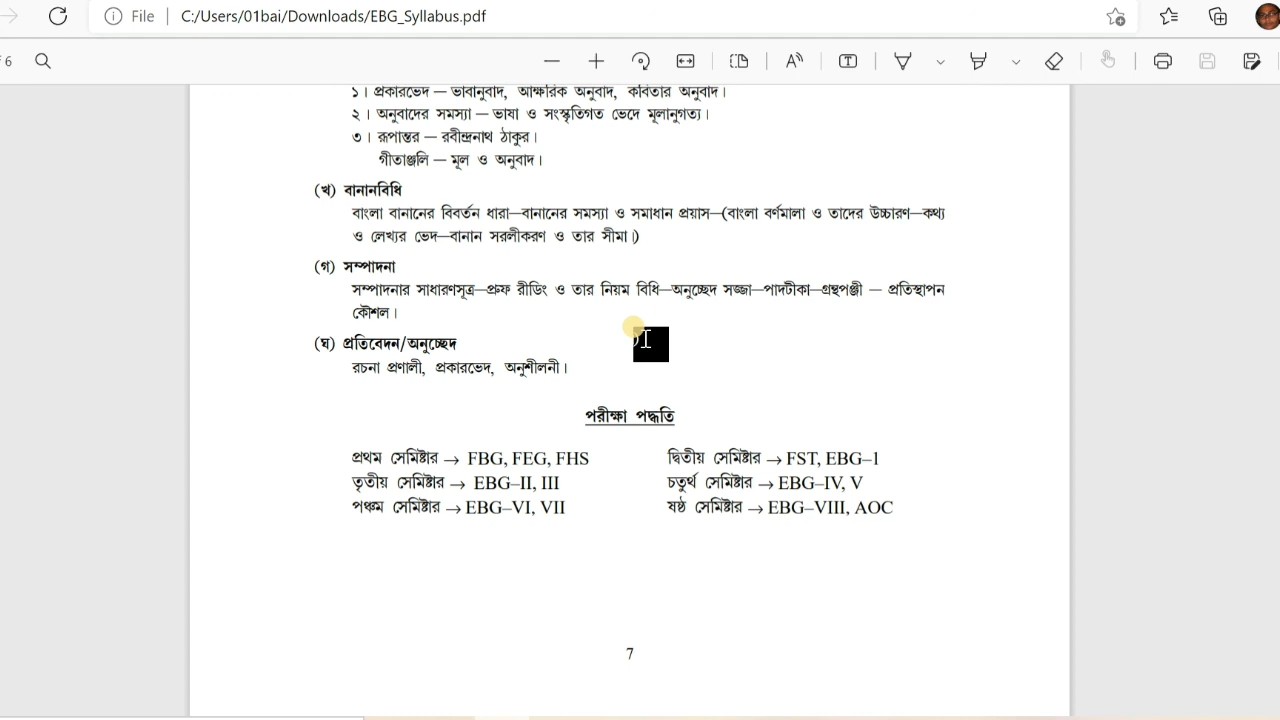 File C:/Users/01bai/Downloads/EBG_Syllabus.pdf
6
১। প্রকারভেদ — ভাবানুবাদ, আক্ষরিক অনুবাদ, কবিতার অনুবাদ।
২। অনুবাদের সমস্যা — ভাষা ও সংস্কৃতিগত ভেদে মূলানুগত্য।
৩। রূপান্তর — রবীন্দ্রনাথ ঠাকুর।
গীতাঞ্জলি — মূল ও অনুবাদ।
(খ) বানানবিধি
বাংলা বানানের বিবর্তন ধারা—বানানের সমস্যা ও সমাধান প্রয়াস—(বাংলা বর্ণমালা ও তাদের উচ্চারণ—কথ্য
ও লেখ্যর ভেদ—বানান সরলীকরণ ও তার সীমা।)
(গ) সম্পাদনা
সম্পাদনার সাধারণসূত্র—প্রুফ রীডিং ও তার নিয়ম বিধি—অনুচ্ছেদ সজ্জা—পাদটীকা—গ্রন্থপঞ্জী — প্রতিস্থাপন
কৌশল।
(ঘ) প্রতিবেদন/অনুচ্ছেদ
রচনা প্রণালী, প্রকারভেদ, অনুশীলনী।
পরীক্ষা পদ্ধতি
প্রথম সেমিষ্টার → FBG, FEG, FHS দ্বিতীয় সেমিষ্টার → FST, EBG–1
তৃতীয় সেমিষ্টার → EBG–II, III চতুর্থ সেমিষ্টার → EBG–IV, V
পঞ্চম সেমিষ্টার → EBG–VI, VII ষষ্ঠ সেমিষ্টার → EBG–VIII, AOC
7